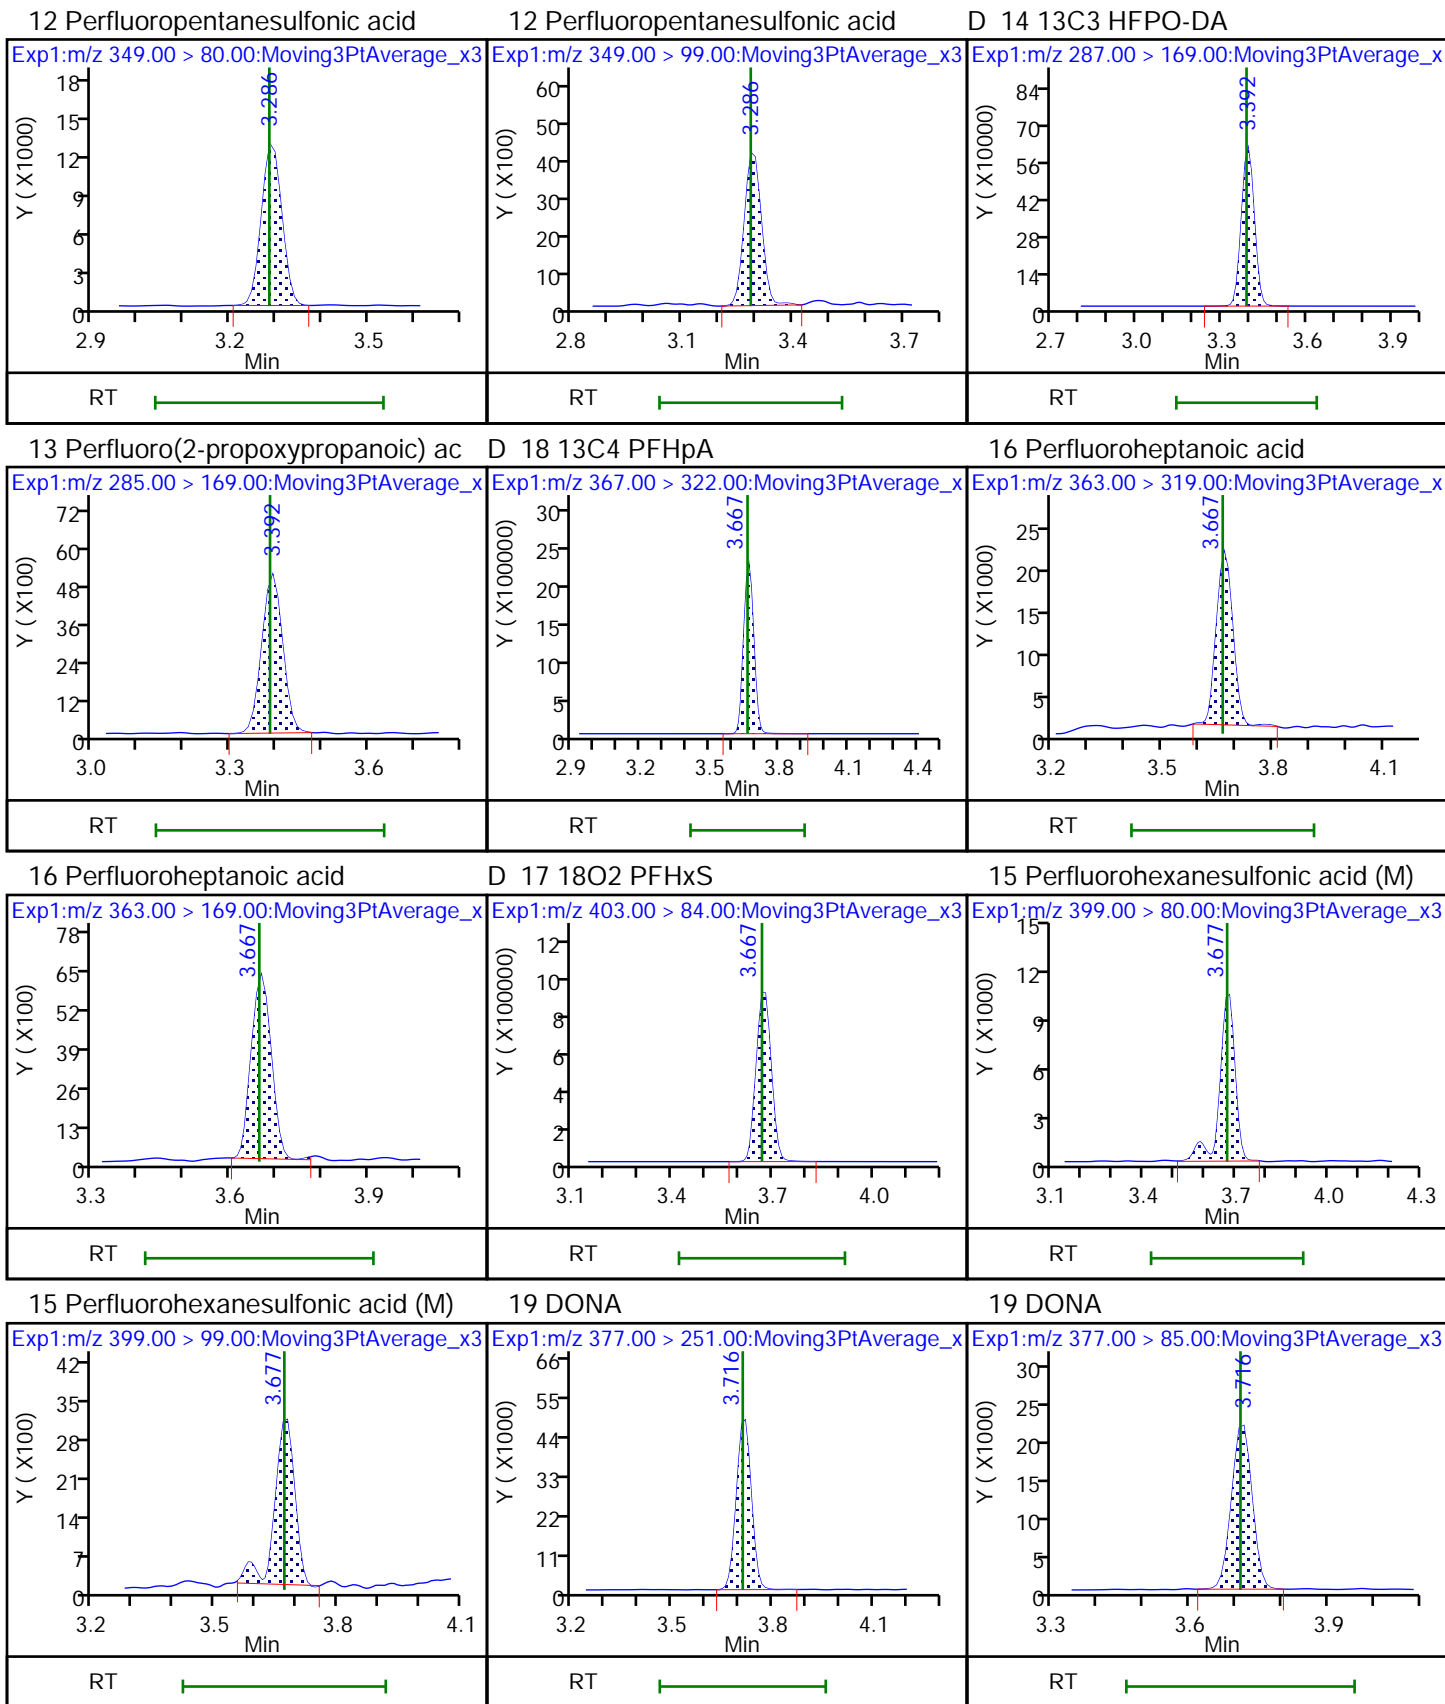 12 Perfluoropentanesulfonic acid
Exp1:m/z 349.00 > 80.00:Moving3PtAverage_x3
Y ( X1000)
18
15
12
9
6
3
0
3.286
2.9 3.2 3.5
Min
RT
12 Perfluoropentanesulfonic acid
Exp1:m/z 349.00 > 99.00:Moving3PtAverage_x3
Y ( X100)
60
50
40
30
20
10
0
3.286
2.8 3.1 3.4 3.7
Min
RT
D 14 13C3 HFPO-DA
Exp1:m/z 287.00 > 169.00:Moving3PtAverage_x
Y ( X10000)
84
70
56
42
28
14
0
3.392
2.7 3.0 3.3 3.6 3.9
Min
RT
13 Perfluoro(2-propoxypropanoic) ac
Exp1:m/z 285.00 > 169.00:Moving3PtAverage_x
Y ( X100)
72
60
48
36
24
12
0
3.392
3.0 3.3 3.6
Min
RT
D 18 13C4 PFHpA
Exp1:m/z 367.00 > 322.00:Moving3PtAverage_x
Y ( X100000)
30
25
20
15
10
5
0
3.667
2.9 3.2 3.5 3.8 4.1 4.4
Min
RT
16 Perfluoroheptanoic acid
Exp1:m/z 363.00 > 319.00:Moving3PtAverage_x
Y ( X1000)
25
20
15
10
5
0
3.667
3.2 3.5 3.8 4.1
Min
RT
16 Perfluoroheptanoic acid
Exp1:m/z 363.00 > 169.00:Moving3PtAverage_x
Y ( X100)
78
65
52
39
26
13
0
3.667
3.3 3.6 3.9
Min
RT
D 17 18O2 PFHxS
Exp1:m/z 403.00 > 84.00:Moving3PtAverage_x3
Y ( X100000)
12
10
8
6
4
2
0
3.667
3.1 3.4 3.7 4.0
Min
RT
15 Perfluorohexanesulfonic acid (M)
Exp1:m/z 399.00 > 80.00:Moving3PtAverage_x3
Y ( X1000)
15
12
9
6
3
0
3.677
3.1 3.4 3.7 4.0 4.3
Min
RT
15 Perfluorohexanesulfonic acid (M)
Exp1:m/z 399.00 > 99.00:Moving3PtAverage_x3
Y ( X100)
42
35
28
21
14
7
0
3.677
3.2 3.5 3.8 4.1
Min
RT
19 DONA
Exp1:m/z 377.00 > 251.00:Moving3PtAverage_x
Y ( X1000)
66
55
44
33
22
11
0
3.716
3.2 3.5 3.8 4.1
Min
RT
19 DONA
Exp1:m/z 377.00 > 85.00:Moving3PtAverage_x3
Y ( X1000)
30
25
20
15
10
5
0
3.716
3.3 3.6 3.9
Min
RT